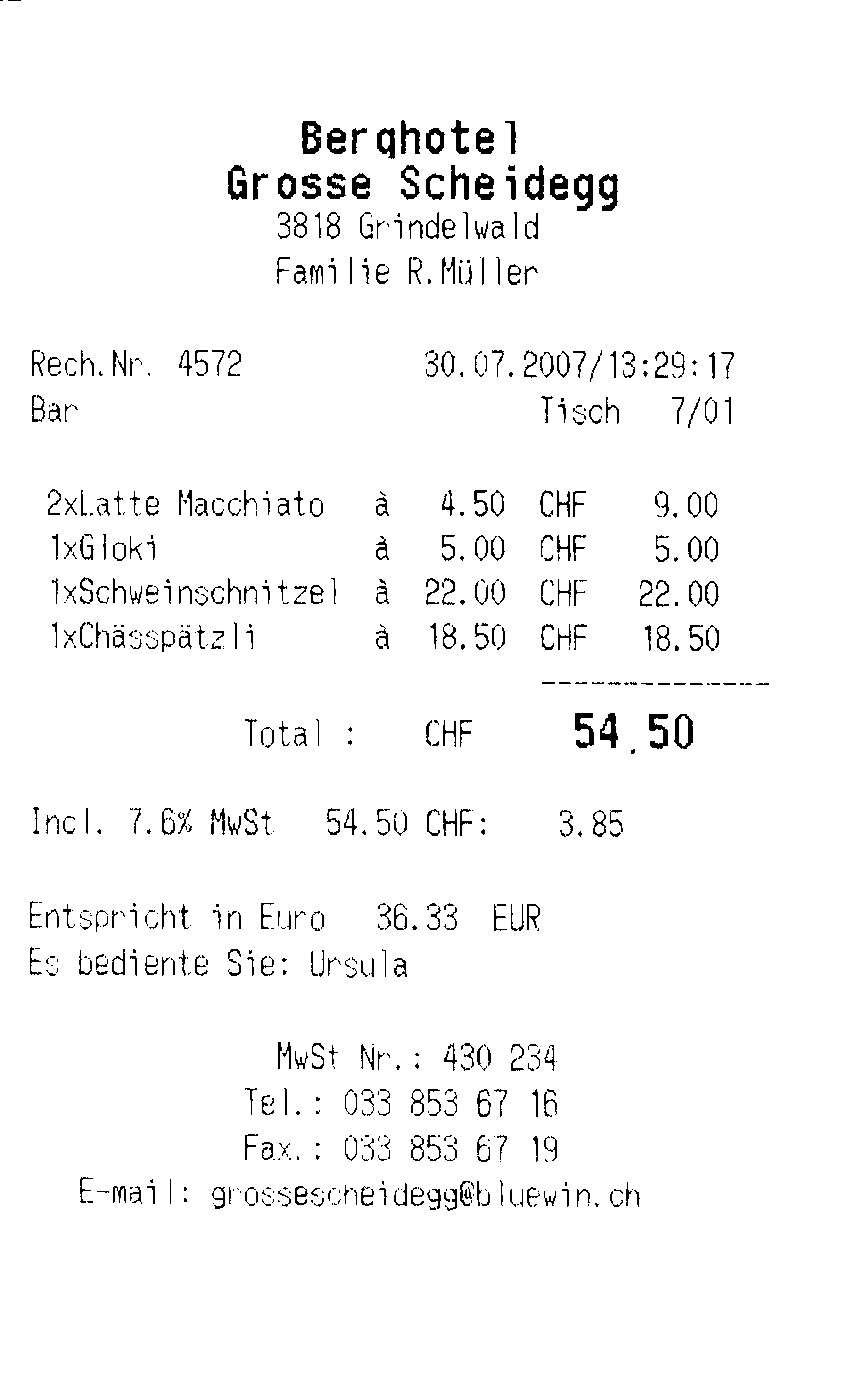 Berghotel
Grosse Scheidegg
3818 Grindelwald
Familie R.Müller
Rech.Nr. 4572 30.07.2007/13:29:17
Bar Tisch 7/01
2xLatte Macchiato à 4.50 CHF 9.00
1xGloki à 5.00 CHF 5.00
1xSchweinschnitzel à 22.00 CHF 22.00
1xChässpätzli à 18.50 CHF 18.50
Total : CHF 54.50
Incl. 7.6% MwSt 54.50 CHF: 3.85
Entspricht in Euro 36.33 EUR
Es bediente Sie: Ursula
MwSt Nr.: 430 234
Tel.: 033 853 67 16
Fax.: 033 853 67 19
E-mail: grossescheidegg@bluewin.ch